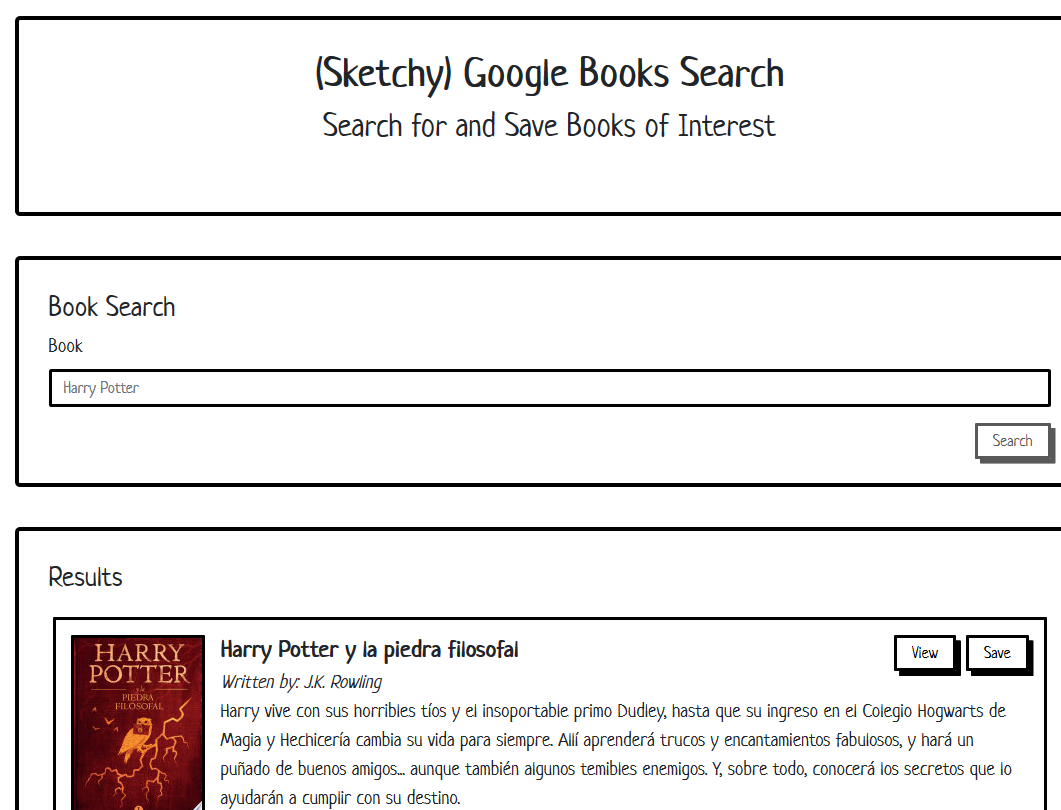 (Sketchy) Google Books Search
Search for and Save Books of Interest
Book Search
Book
Harry Potter
Search
Results
HARRY
POTTER
y la
PIEDRA
FILOSOFAL
Harry Potter y la piedra filosofal
View
Save
Written by: J.K. Rowling
Harry vive con sus horribles tíos y el insoportable primo Dudley, hasta que su ingreso en el Colegio Hogwarts de
Magia y Hechicería cambia su vida para siempre. Allí aprenderá trucos y encantamientos fabulosos, y hará un
puñado de buenos amigos... aunque también algunos temibles enemigos. Y, sobre todo, conocerá los secretos que lo
ayudarán a cumplir con su destino.